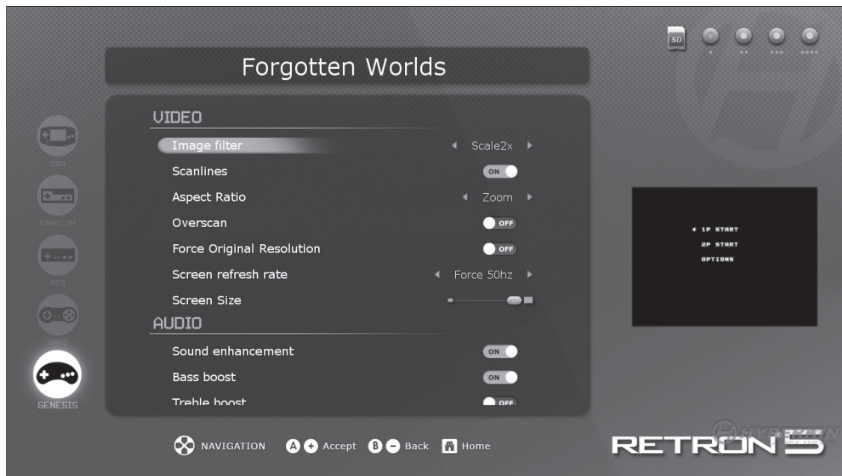 Forgotten Worlds
SD
VIDEO
Image filter Scale2x
Scanlines ON
Aspect Ratio Zoom
Overscan OFF
Force Original Resolution OFF
Screen refresh rate Force 50hz
Screen Size
AUDIO
Sound enhancement ON
Bass boost ON
Treble boost OFF
GBA
FAMICOM
NES
SNES
GENESIS
1P START
2P START
OPTIONS
NAVIGATION A + Accept B - Back Home
HYPERKIN
RETRON 5